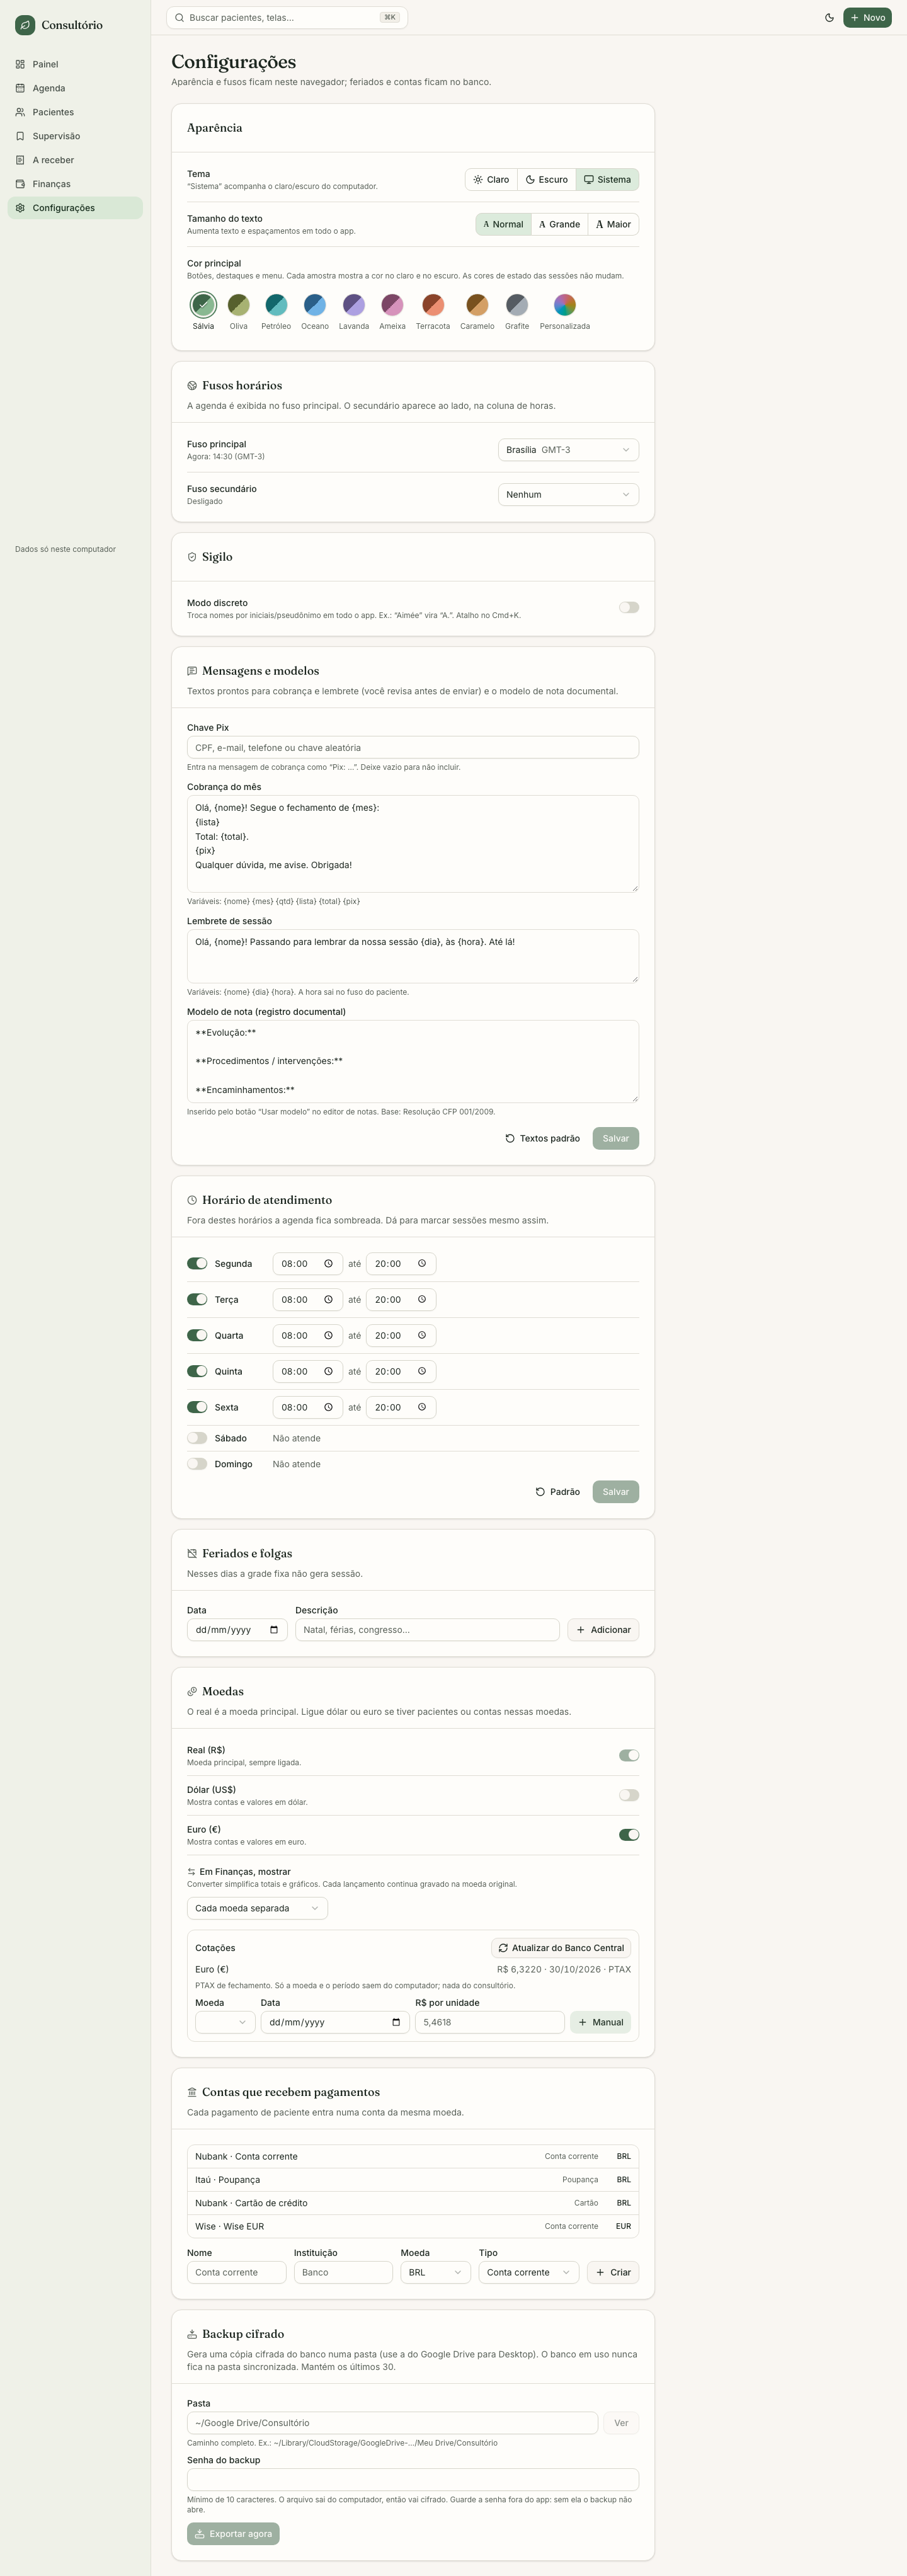 Consultório
Buscar pacientes, telas...
⌘K
Novo
Painel
Agenda
Pacientes
Supervisão
A receber
Finanças
Configurações
Dados só neste computador
Configurações
Aparência e fusos ficam neste navegador; feriados e contas ficam no banco.
Aparência
Tema
"Sistema" acompanha o claro/escuro do computador.
Claro
Escuro
Sistema
Tamanho do texto
Aumenta texto e espaçamentos em todo o app.
A Normal
A Grande
A Maior
Cor principal
Botões, destaques e menu. Cada amostra mostra a cor no claro e no escuro. As cores de estado das sessões não mudam.
Sálvia
Oliva
Petróleo
Oceano
Lavanda
Ameixa
Terracota
Caramelo
Grafite
Personalizada
Fusos horários
A agenda é exibida no fuso principal. O secundário aparece ao lado, na coluna de horas.
Fuso principal
Agora: 14:30 (GMT-3)
Brasília GMT-3
Fuso secundário
Desligado
Nenhum
Sigilo
Modo discreto
Troca nomes por iniciais/pseudônimo em todo o app. Ex.: "Aimée" vira "A.". Atalho no Cmd+K.
Mensagens e modelos
Textos prontos para cobrança e lembrete (você revisa antes de enviar) e o modelo de nota documental.
Chave Pix
CPF, e-mail, telefone ou chave aleatória
Entra na mensagem de cobrança como "Pix: ...". Deixe vazio para não incluir.
Cobrança do mês
Olá, {nome}! Segue o fechamento de {mes}:
{lista}
Total: {total}.
{pix}
Qualquer dúvida, me avise. Obrigada!
Variáveis: {nome} {mes} {qtd} {lista} {total} {pix}
Lembrete de sessão
Olá, {nome}! Passando para lembrar da nossa sessão {dia}, às {hora}. Até lá!
Variáveis: {nome} {dia} {hora}. A hora sai no fuso do paciente.
Modelo de nota (registro documental)
**Evolução:**
**Procedimentos / intervenções:**
**Encaminhamentos:**
Inserido pelo botão "Usar modelo" no editor de notas. Base: Resolução CFP 001/2009.
Textos padrão
Salvar
Horário de atendimento
Fora destes horários a agenda fica sombreada. Dá para marcar sessões mesmo assim.
Segunda 08:00 até 20:00
Terça 08:00 até 20:00
Quarta 08:00 até 20:00
Quinta 08:00 até 20:00
Sexta 08:00 até 20:00
Sábado Não atende
Domingo Não atende
Padrão
Salvar
Feriados e folgas
Nesses dias a grade fixa não gera sessão.
Data
Descrição
dd/mm/yyyy
Natal, férias, congresso...
Adicionar
Moedas
O real é a moeda principal. Ligue dólar ou euro se tiver pacientes ou contas nessas moedas.
Real (R$)
Moeda principal, sempre ligada.
Dólar (US$)
Mostra contas e valores em dólar.
Euro (€)
Mostra contas e valores em euro.
Em Finanças, mostrar
Converter simplifica totais e gráficos. Cada lançamento continua gravado na moeda original.
Cada moeda separada
Cotações
Atualizar do Banco Central
Euro (€)
R$ 6,3220 · 30/10/2026 · PTAX
PTAX de fechamento. Só a moeda e o período saem do computador; nada do consultório.
Moeda
Data
R$ por unidade
dd/mm/yyyy
5,4618
Manual
Contas que recebem pagamentos
Cada pagamento de paciente entra numa conta da mesma moeda.
Nubank · Conta corrente Conta corrente BRL
Itaú · Poupança Poupança BRL
Nubank · Cartão de crédito Cartão BRL
Wise · Wise EUR Conta corrente EUR
Nome
Instituição
Moeda
Tipo
Conta corrente
Banco
BRL
Conta corrente
Criar
Backup cifrado
Gera uma cópia cifrada do banco numa pasta (use a do Google Drive para Desktop). O banco em uso nunca
fica na pasta sincronizada. Mantém os últimos 30.
Pasta
~/Google Drive/Consultório
Ver
Caminho completo. Ex.: ~/Library/CloudStorage/GoogleDrive-.../Meu Drive/Consultório
Senha do backup
Mínimo de 10 caracteres. O arquivo sai do computador, então vai cifrado. Guarde a senha fora do app: sem ela o backup não
abre.
Exportar agora